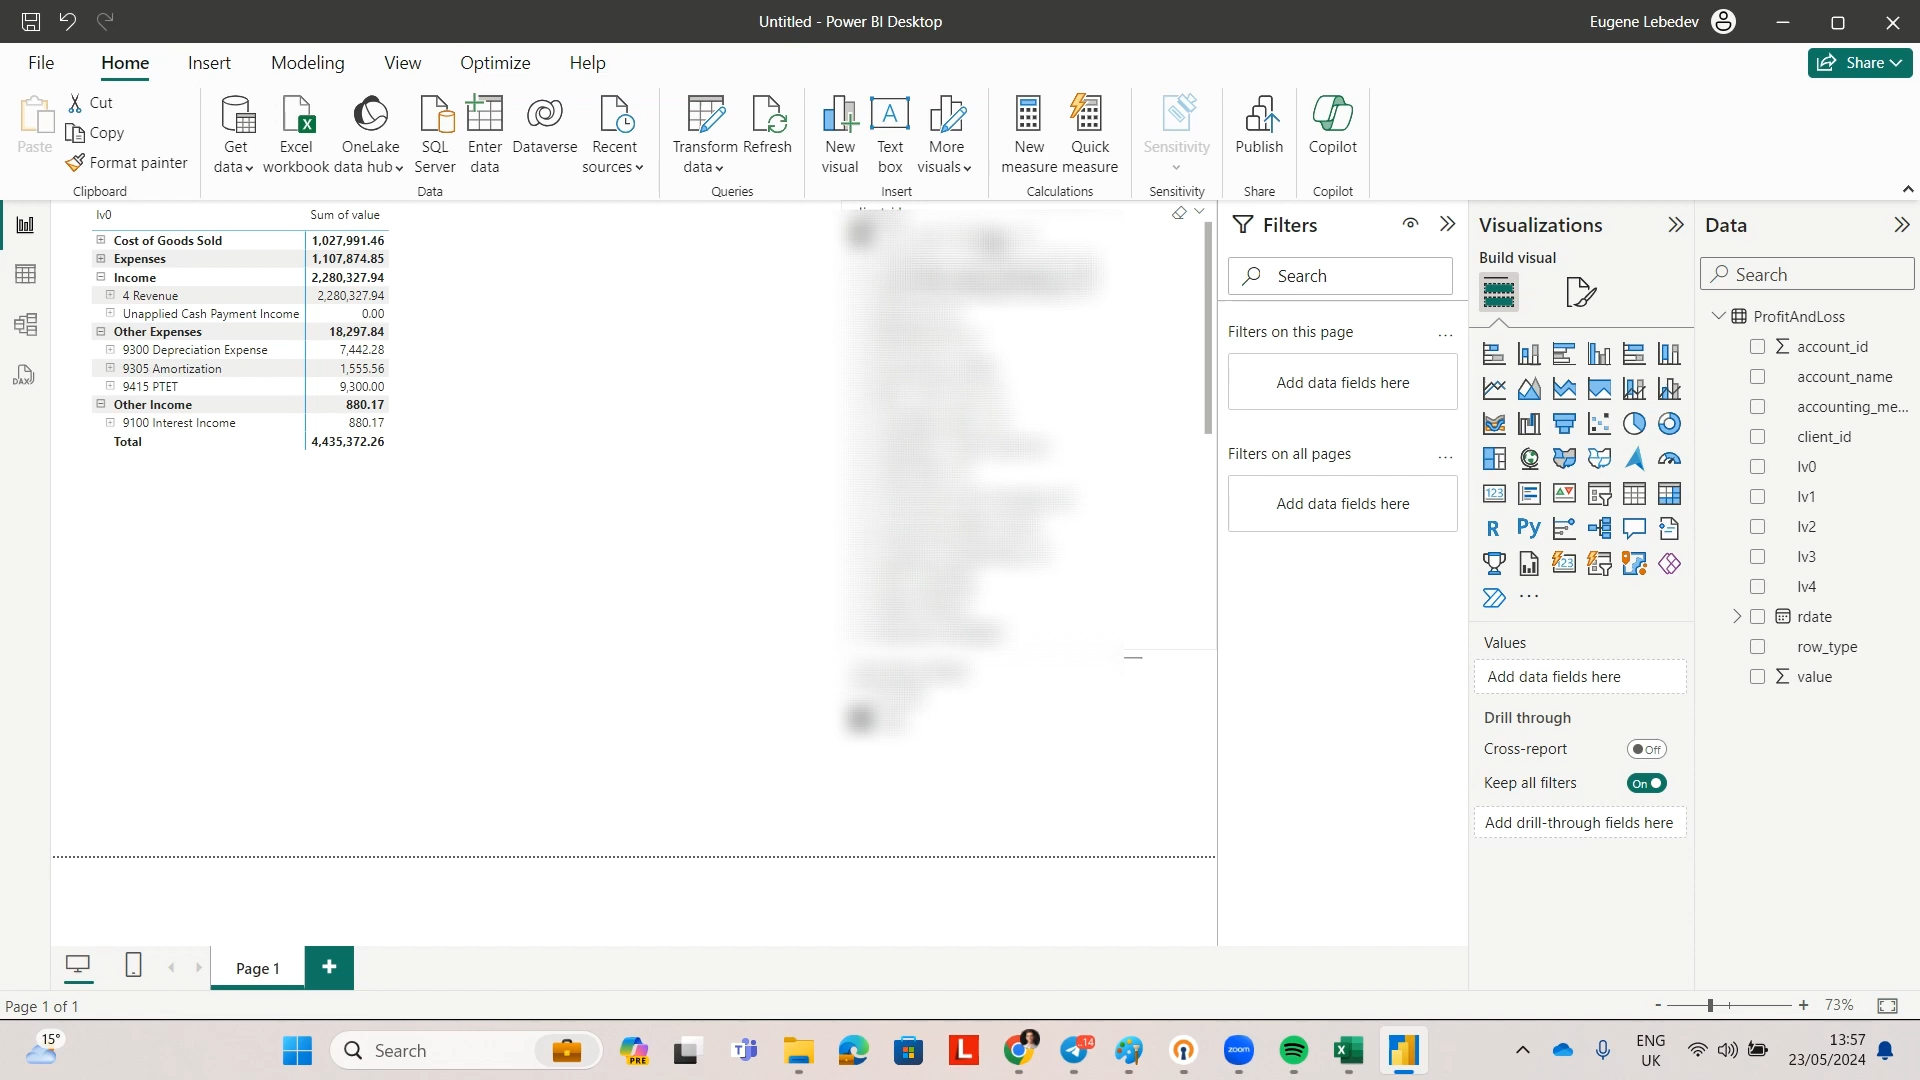 Untitled - Power BI Desktop
Eugene Lebedev
File
Home
Insert
Modeling
View
Optimize
Help
Share
Paste
Cut
Copy
Format painter
Clipboard
Get data
Excel workbook
OneLake data hub
SQL Server
Enter data
Dataverse
Recent sources
Data
Transform data
Refresh
Queries
New visual
Text box
More visuals
Insert
New measure
Quick measure
Calculations
Sensitivity
Sensitivity
Publish
Share
Copilot
Copilot
lv0 Sum of value
Cost of Goods Sold 1,027,991.46
Expenses 1,107,874.85
Income 2,280,327.94
4 Revenue 2,280,327.94
Unapplied Cash Payment Income 0.00
Other Expenses 18,297.84
9300 Depreciation Expense 7,442.28
9305 Amortization 1,555.56
9415 PTET 9,300.00
Other Income 880.17
9100 Interest Income 880.17
Total 4,435,372.26
Filters
Search
Filters on this page ...
Add data fields here
Filters on all pages ...
Add data fields here
Visualizations
Build visual
123
R
Py
123
...
Values
Add data fields here
Drill through
Cross-report Off
Keep all filters On
Add drill-through fields here
Data
Search
ProfitAndLoss
account_id
account_name
accounting_me...
client_id
lv0
lv1
lv2
lv3
lv4
rdate
row_type
value
Page 1
Page 1 of 1
- + 73%
15°
Search
PRE
L
14
zoom
ENG
UK
13:57
23/05/2024